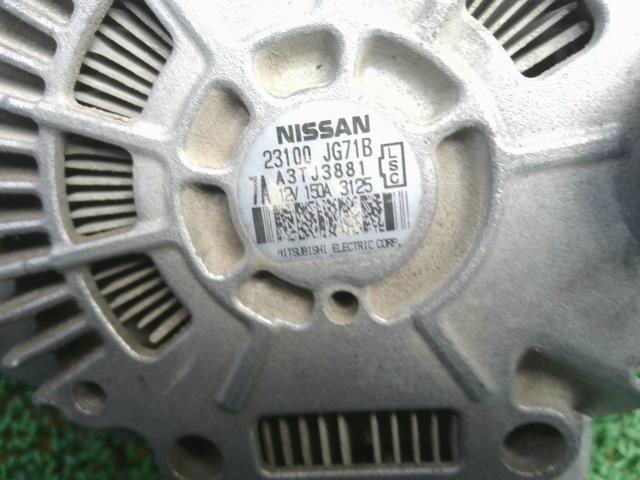 NISSAN
23100 JG71B
A3TJ3881
12V 150A 3125
MITSUBISHI ELECTRIC CORP.